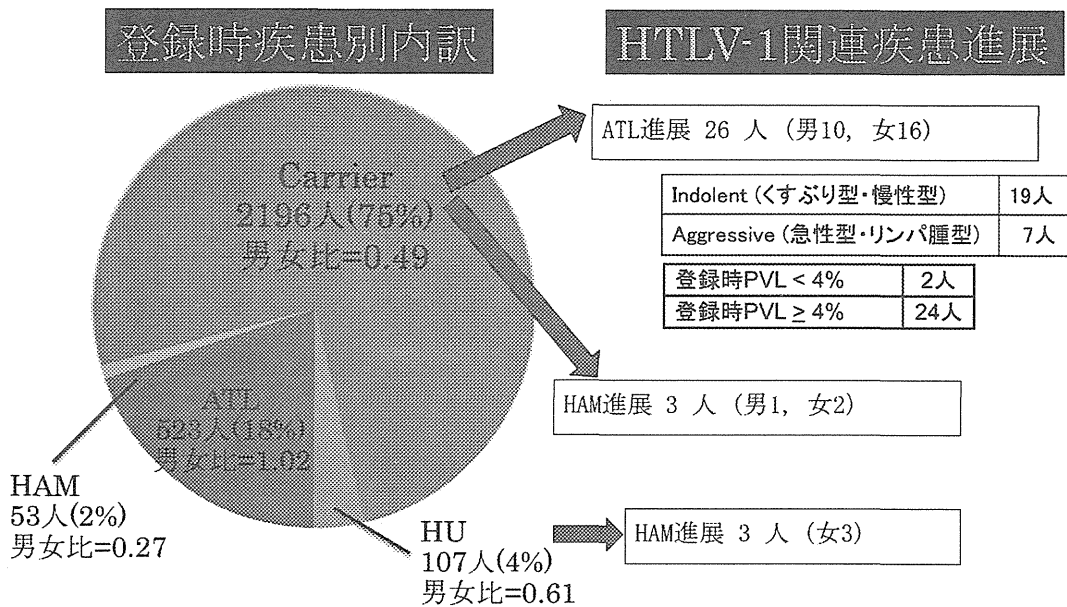 登録時疾患別内訳
HTLV-1関連疾患進展
Carrier
2196人(75%)
男女比=0.49
ATL
523人(18%)
男女比=1.02
HAM
53人(2%)
男女比=0.27
HU
107人(4%)
男女比=0.61
ATL進展 26 人 (男10, 女16)
Indolent (くすぶり型・慢性型) 19人
Aggressive (急性型・リンパ腫型) 7人
登録時PVL < 4% 2人
登録時PVL ≥ 4% 24人
HAM進展 3 人 (男1, 女2)
HAM進展 3 人 (女3)